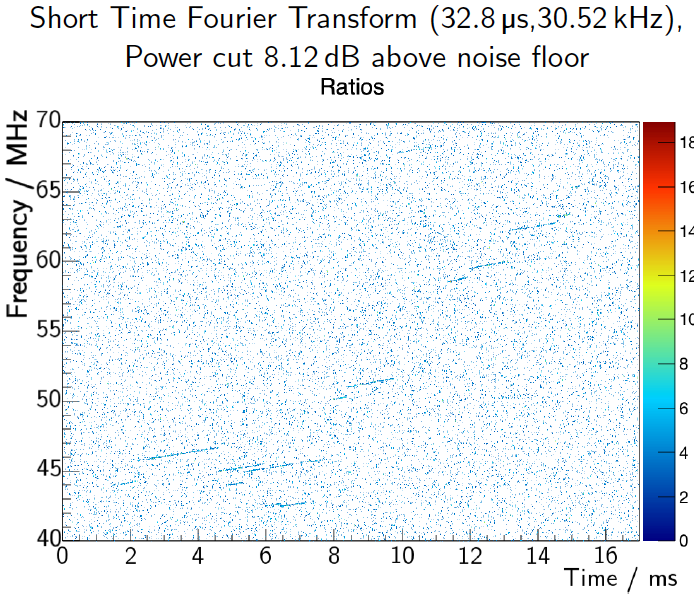 Short Time Fourier Transform (32.8 µs,30.52 kHz),
Power cut 8.12 dB above noise floor
Ratios
Frequency / MHz
70
65
60
55
50
45
40
0 2 4 6 8 10 12 14 16
Time / ms
18
16
14
12
10
8
6
4
2
0